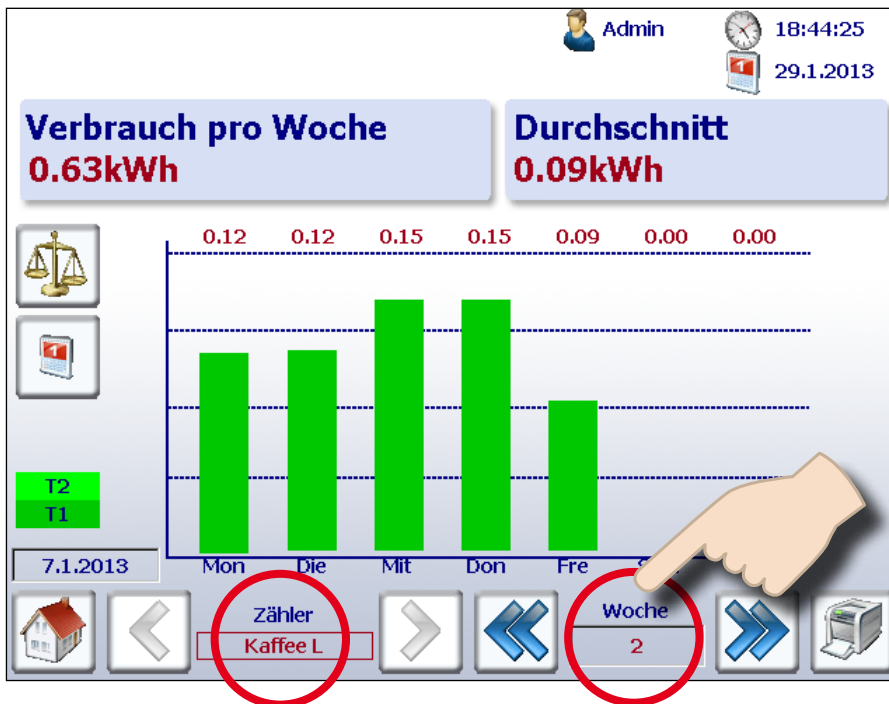 Admin
18:44:25
29.1.2013
Verbrauch pro Woche
0.63kWh
Durchschnitt
0.09kWh
0.12 0.12 0.15 0.15 0.09 0.00 0.00
T2
T1
7.1.2013
Mon Die Mit Don Fre
Zähler
Kaffee L
Woche
2